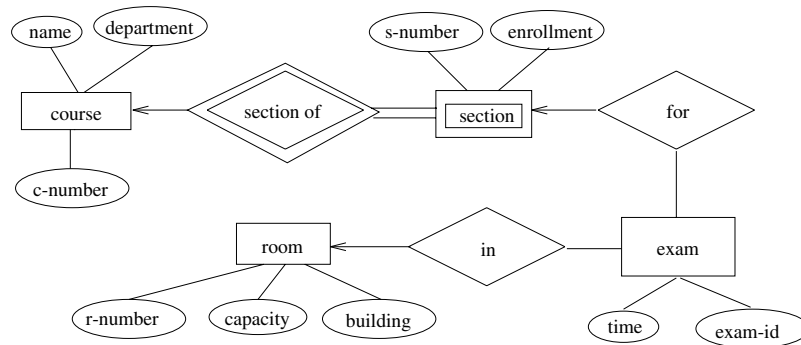 name
department
s-number
enrollment
course
section of
section
for
c-number
room
in
exam
r-number
capacity
building
time
exam-id